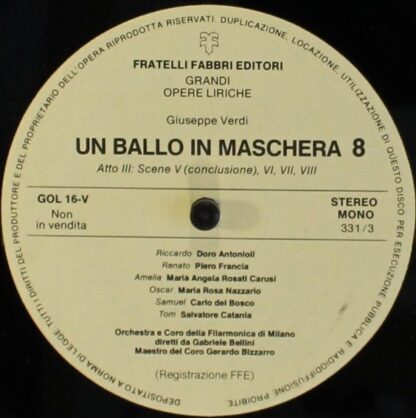 DEPOSITATO A NORMA DI LEGGE. TUTTI I DIRITTI DEL PRODUTTORE E DEL PROPRIETARIO DELL'OPERA RIPRODOTTA RISERVATI. DUPLICAZIONE, LOCAZIONE, UTILIZZAZIONE DI QUESTO DISCO PER ESECUZIONE PUBBLICA E RADIODIFFUSIONE PROIBITE.
FRATELLI FABBRI EDITORI
GRANDI
OPERE LIRICHE
Giuseppe Verdi
UN BALLO IN MASCHERA 8
Atto III: Scene V (conclusione), VI, VII, VIII
GOL 16-V
Non
in vendita
STEREO
MONO
331/3
Riccardo Doro Antonioli
Renato Piero Francia
Amelia Maria Angela Rosati Carusi
Oscar Maria Rosa Nazzario
Samuel Carlo del Bosco
Tom Salvatore Catania
Orchestra e Coro della Filarmonica di Milano
diretti da Gabriele Bellini
Maestro del Coro Gerardo Bizzarro
(Registrazione FFE)